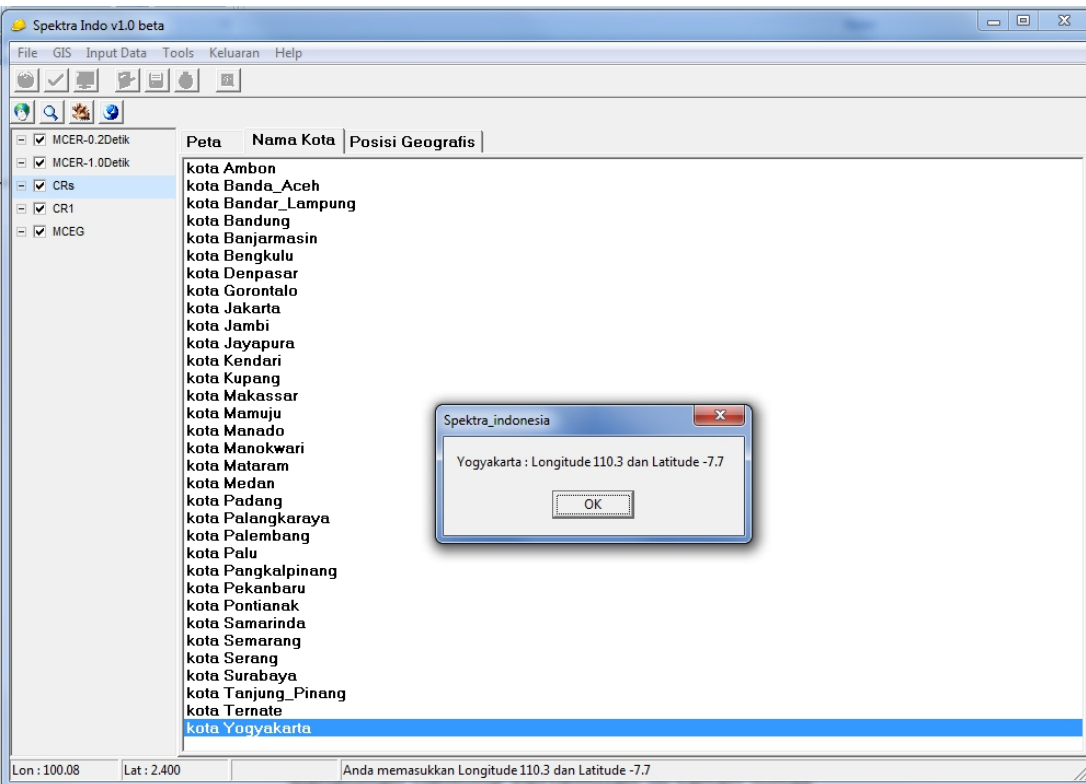 Spektra Indo v1.0 beta
File GIS Input Data Tools Keluaran Help
MCER-0.2Detik
MCER-1.0Detik
CRs
CR1
MCEG
Peta Nama Kota Posisi Geografis
kota Ambon
kota Banda_Aceh
kota Bandar_Lampung
kota Bandung
kota Banjarmasin
kota Bengkulu
kota Denpasar
kota Gorontalo
kota Jakarta
kota Jambi
kota Jayapura
kota Kendari
kota Kupang
kota Makassar
kota Mamuju
kota Manado
kota Manokwari
kota Mataram
kota Medan
kota Padang
kota Palangkaraya
kota Palembang
kota Palu
kota Pangkalpinang
kota Pekanbaru
kota Pontianak
kota Samarinda
kota Semarang
kota Serang
kota Surabaya
kota Tanjung_Pinang
kota Ternate
kota Yogyakarta
Spektra_indonesia
Yogyakarta : Longitude 110.3 dan Latitude -7.7
OK
Lon : 100.08 Lat : 2.400 Anda memasukkan Longitude 110.3 dan Latitude -7.7